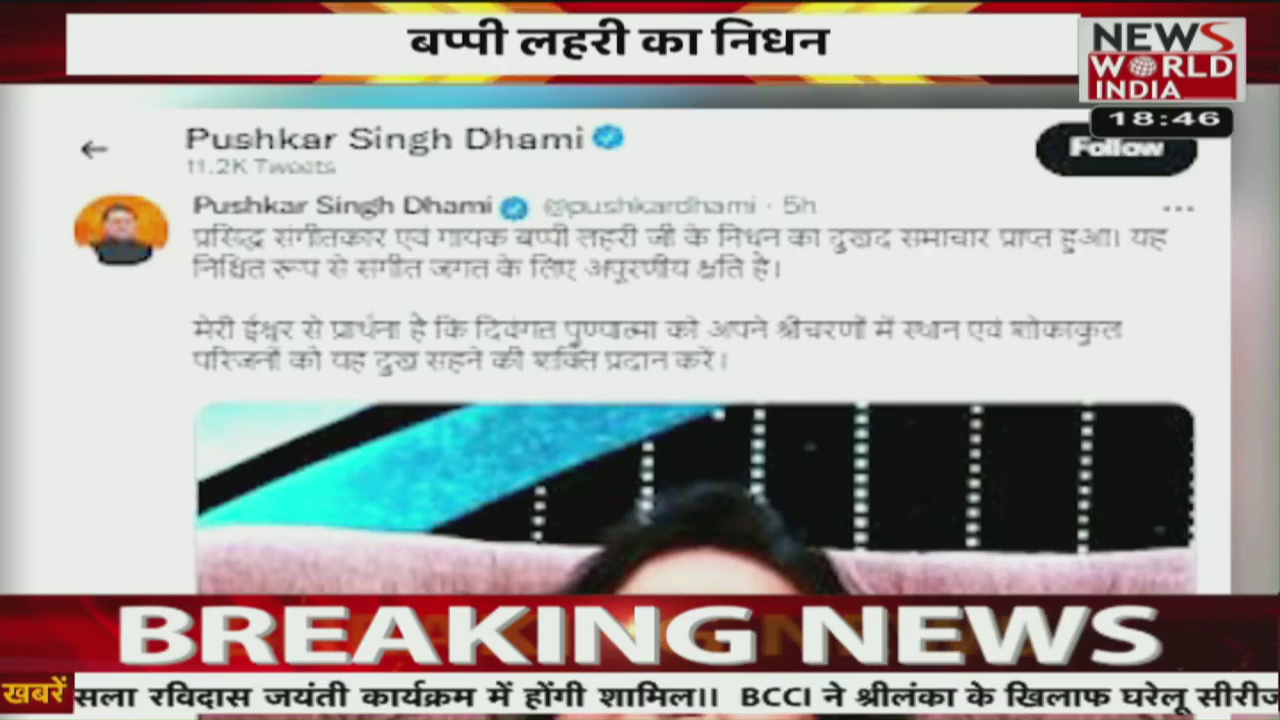 बप्पी लहरी का निधन
NEWS
WORLD
INDIA
18:46
Pushkar Singh Dhami
11.2K Tweets
Follow
Pushkar Singh Dhami @pushkardhami · 5h
प्रसिद्ध संगीतकार एवं गायक बप्पी लहरी जी के निधन का दुखद समाचार प्राप्त हुआ। यह
निश्चित रूप से संगीत जगत के लिए अपूरणीय क्षति है।
मेरी ईश्वर से प्रार्थना है कि दिवंगत पुण्यात्मा को अपने श्रीचरणों में स्थान एवं शोकाकुल
परिजनों को यह दुख सहने की शक्ति प्रदान करें।
BREAKING NEWS
खबरें सला रविदास जयंती कार्यक्रम में होंगी शामिल।। BCCI ने श्रीलंका के खिलाफ घरेलू सीरीज